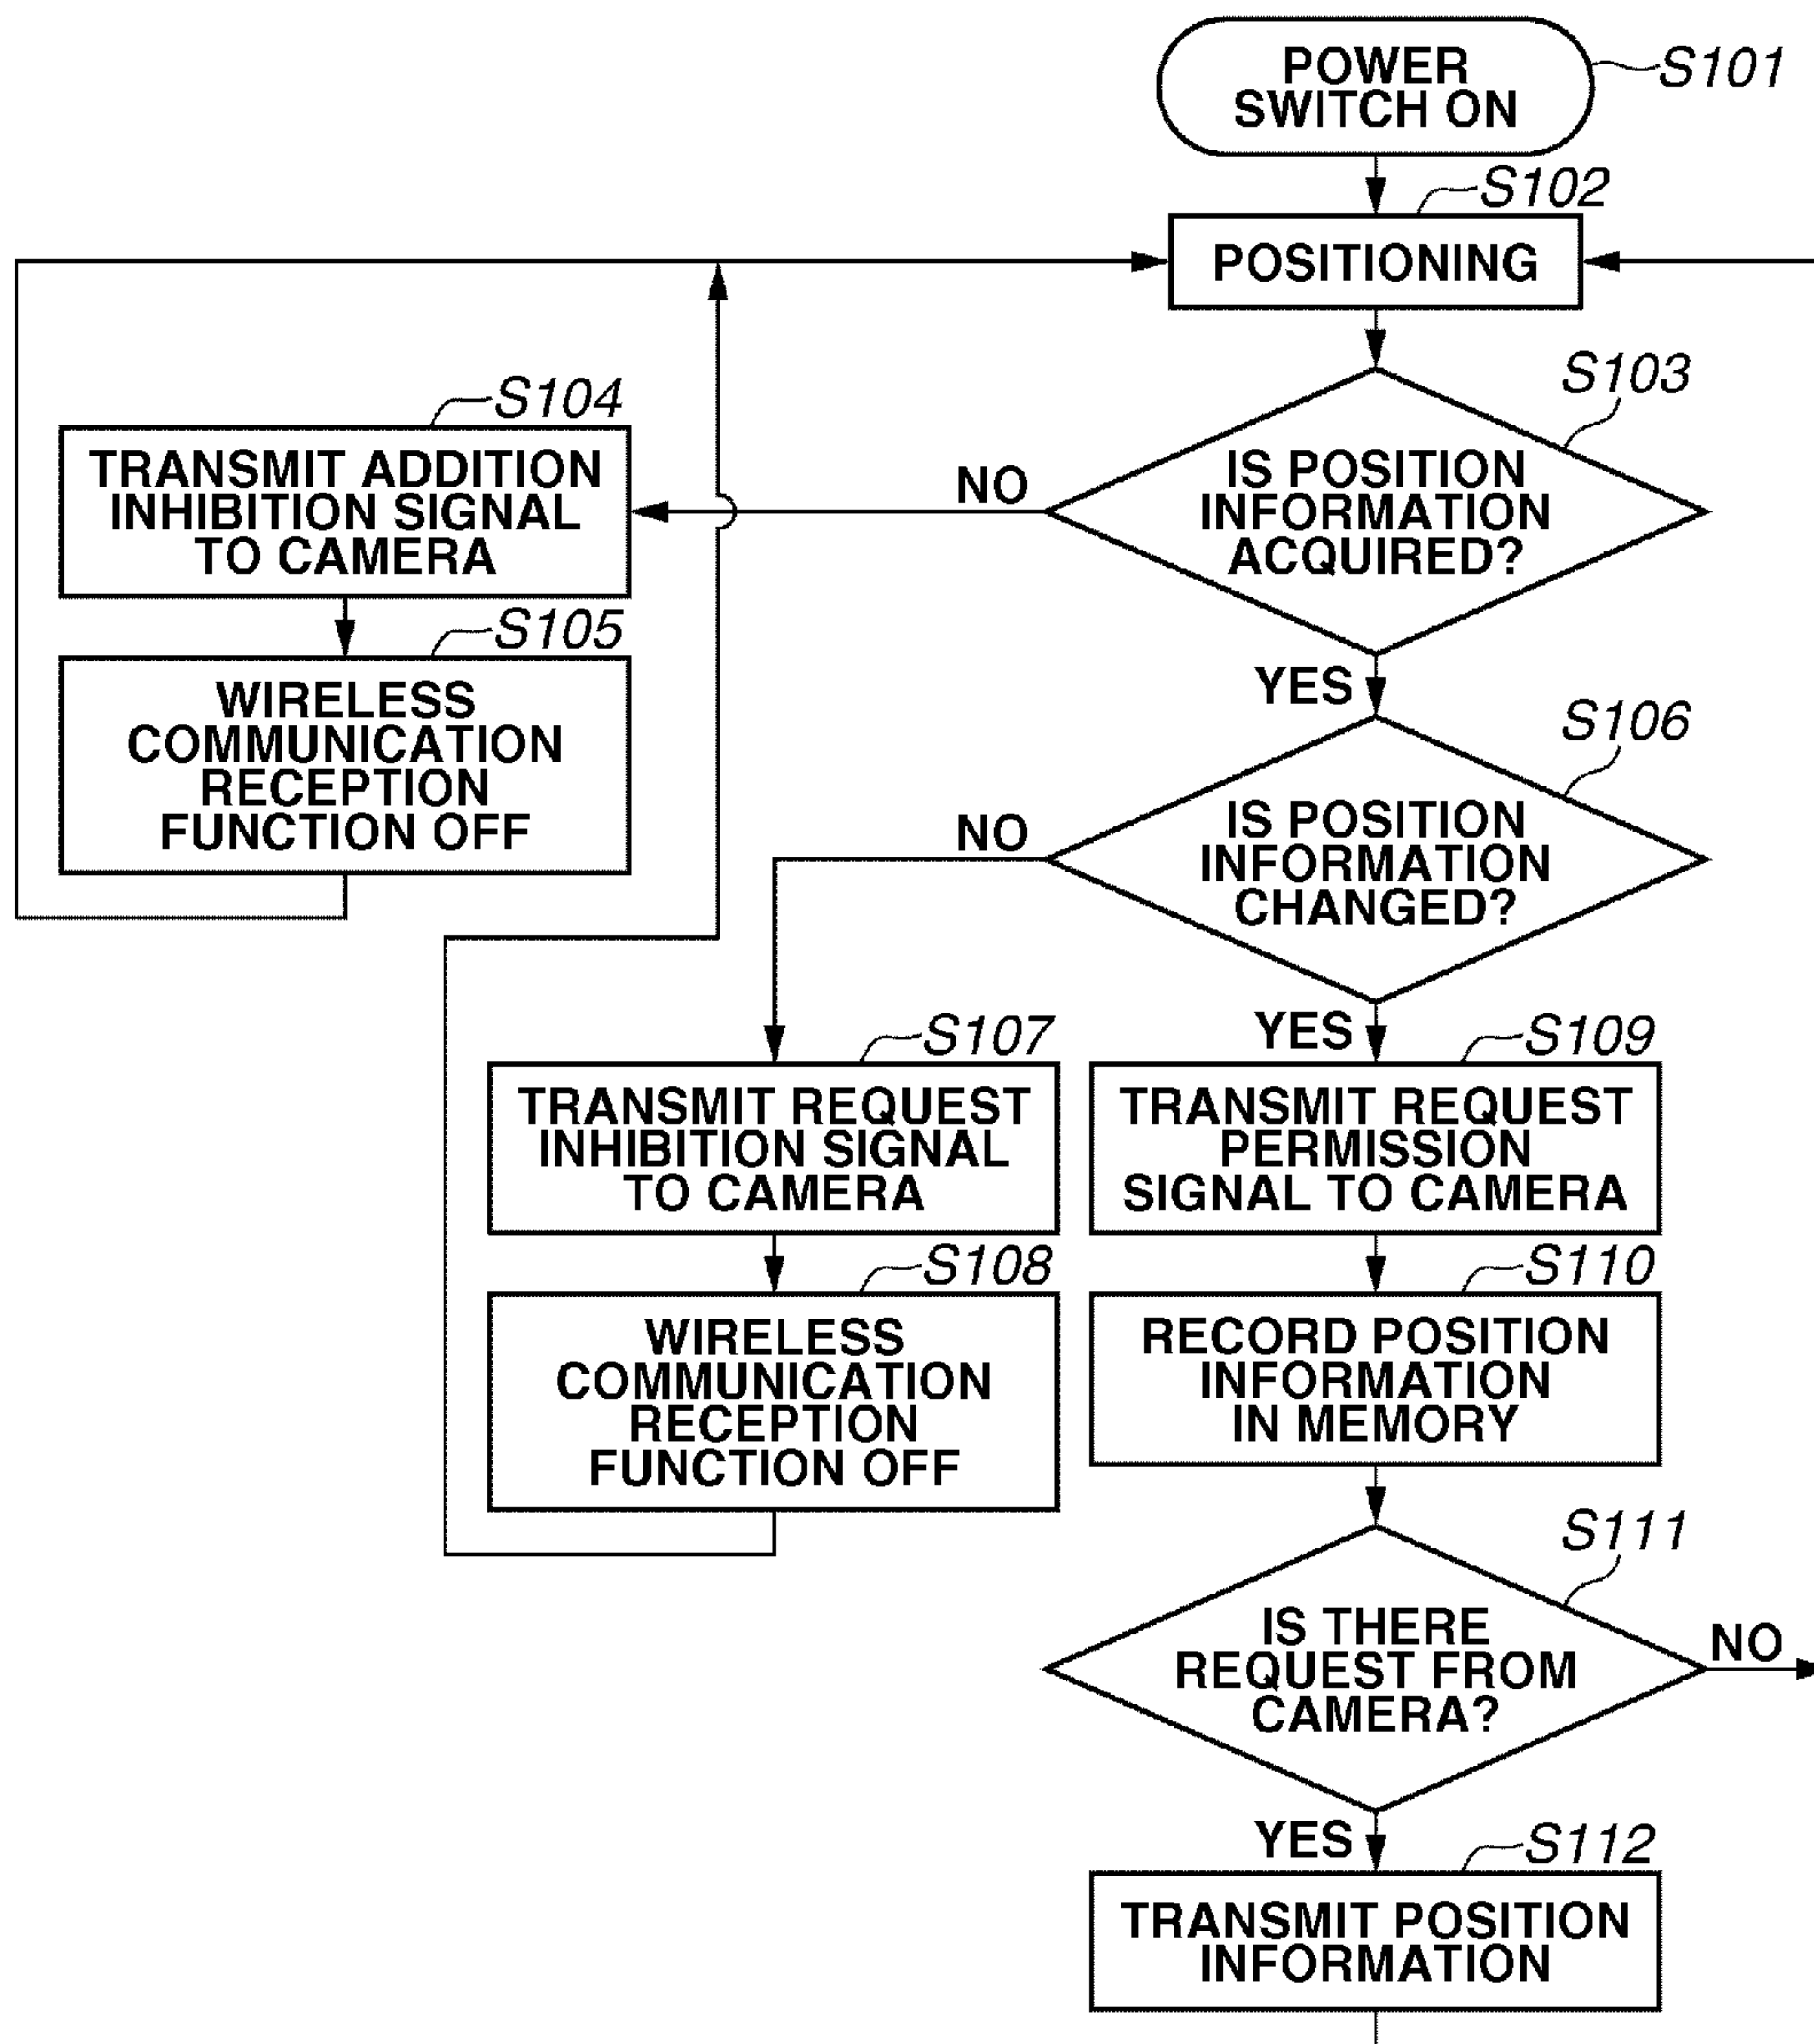 POWER
SWITCH ON
S101
S102
POSITIONING
S103
IS POSITION
INFORMATION
ACQUIRED?
NO
YES
S104
TRANSMIT ADDITION
INHIBITION SIGNAL
TO CAMERA
S105
WIRELESS
COMMUNICATION
RECEPTION
FUNCTION OFF
S106
IS POSITION
INFORMATION
CHANGED?
NO
YES
S107
TRANSMIT REQUEST
INHIBITION SIGNAL
TO CAMERA
S108
WIRELESS
COMMUNICATION
RECEPTION
FUNCTION OFF
S109
TRANSMIT REQUEST
PERMISSION
SIGNAL TO CAMERA
S110
RECORD POSITION
INFORMATION
IN MEMORY
S111
IS THERE
REQUEST FROM
CAMERA?
NO
YES
S112
TRANSMIT POSITION
INFORMATION